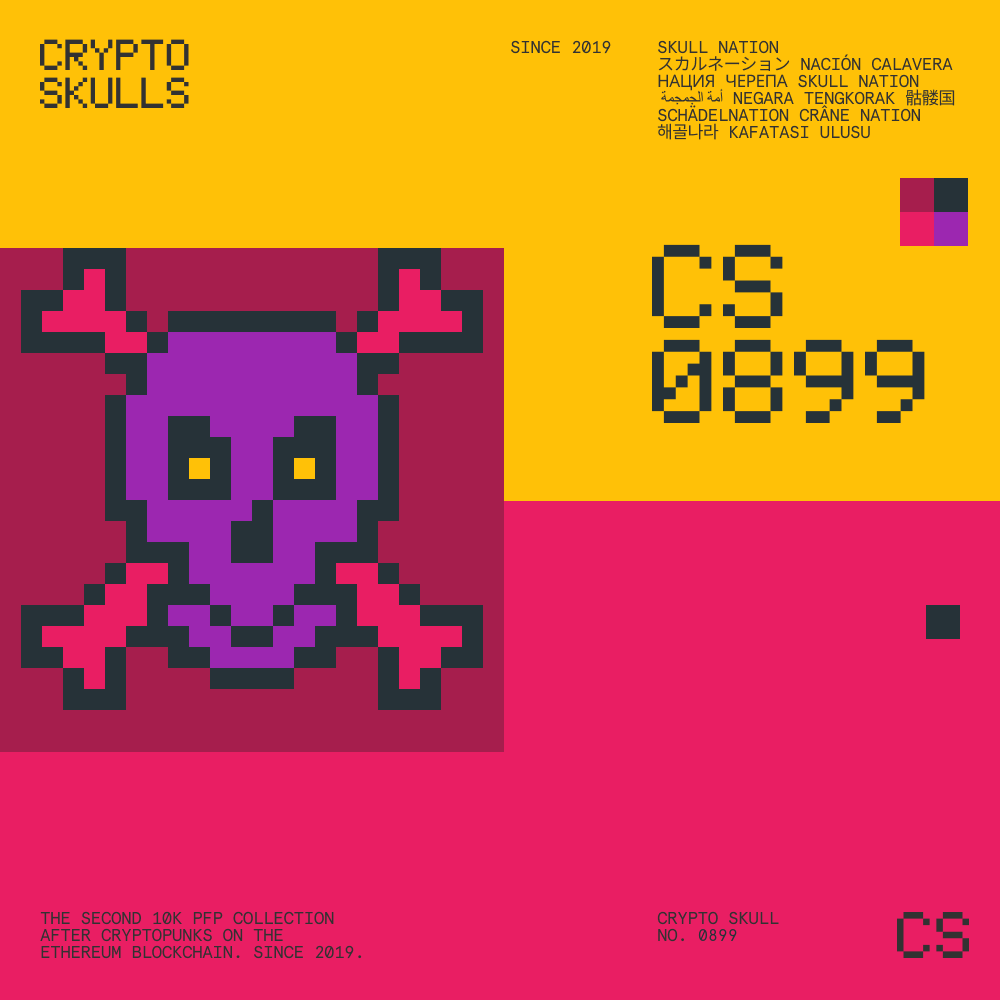 CRYPTO
SKULLS
SINCE 2019
SKULL NATION
スカルネーション NACIÓN CALAVERA
НАЦИЯ ЧЕРЕПА SKULL NATION
أمة الجمجمة NEGARA TENGKORAK 骷髅国
SCHÄDELNATION CRÂNE NATION
해골나라 KAFATASI ULUSU
CS
0899
THE SECOND 10K PFP COLLECTION
AFTER CRYPTOPUNKS ON THE
ETHEREUM BLOCKCHAIN. SINCE 2019.
CRYPTO SKULL
NO. 0899
CS